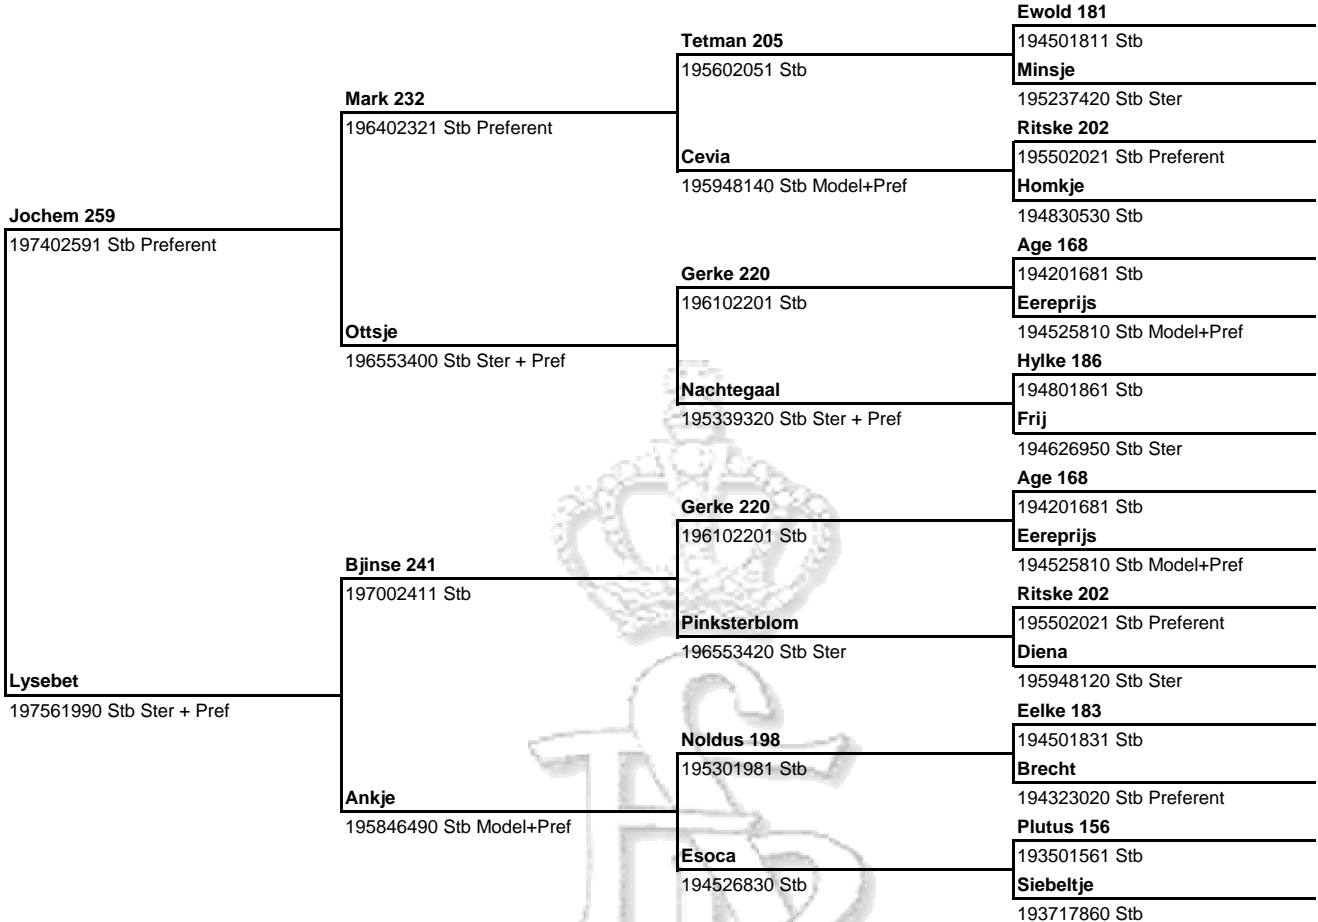 Ewold 181
Tetman 205
194501811 Stb
195602051 Stb
Minsje
Mark 232
195237420 Stb Ster
196402321 Stb Preferent
Ritske 202
Cevia
195502021 Stb Preferent
195948140 Stb Model+Pref
Homkje
Jochem 259
194830530 Stb
197402591 Stb Preferent
Age 168
Gerke 220
194201681 Stb
196102201 Stb
Eereprijs
Ottsje
194525810 Stb Model+Pref
196553400 Stb Ster + Pref
Hylke 186
Nachtegaal
194801861 Stb
195339320 Stb Ster + Pref
Frij
194626950 Stb Ster
Age 168
Gerke 220
194201681 Stb
196102201 Stb
Eereprijs
Bjinse 241
194525810 Stb Model+Pref
197002411 Stb
Ritske 202
Pinksterblom
195502021 Stb Preferent
196553420 Stb Ster
Diena
Lysebet
195948120 Stb Ster
197561990 Stb Ster + Pref
Eelke 183
Noldus 198
194501831 Stb
195301981 Stb
Brecht
Ankje
194323020 Stb Preferent
195846490 Stb Model+Pref
Plutus 156
Esoca
193501561 Stb
194526830 Stb
Siebeltje
193717860 Stb